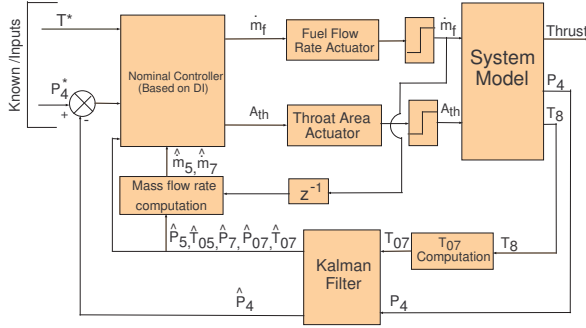 Known /Inputs
T*
P₄*
+
-
Nominal Controller
(Based on DI)
ṁf
Fuel Flow
Rate Actuator
ṁf
System
Model
Thrust
P₄
T₈
Ath
Throat Area
Actuator
Ath
m̂̇₅, m̂̇₇
Mass flow rate
computation
z⁻¹
P̂₅, T̂₀₅, P̂₇, P̂₀₇, T̂₀₇
Kalman
Filter
T₀₇
T₀₇
Computation
T₈
P̂₄
P₄